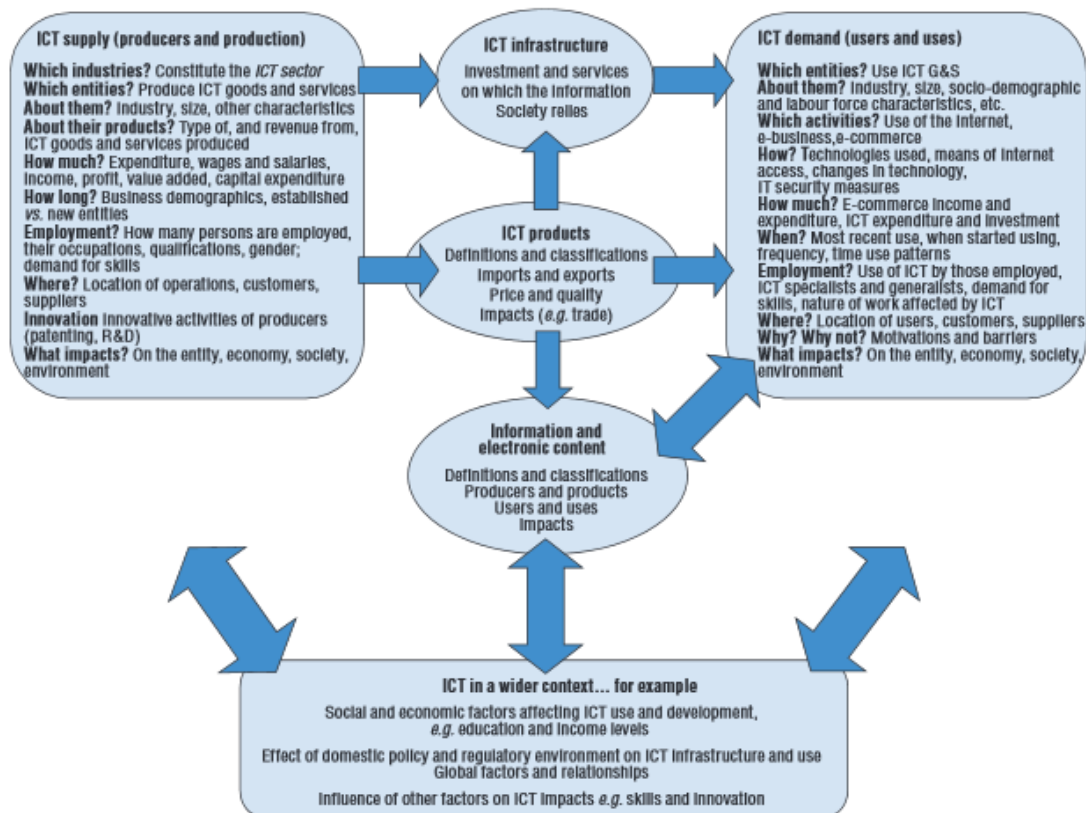 ICT supply (producers and production)
Which industries? Constitute the ICT sector
Which entities? Produce ICT goods and services
About them? Industry, size, other characteristics
About their products? Type of, and revenue from,
ICT goods and services produced
How much? Expenditure, wages and salaries,
income, profit, value added, capital expenditure
How long? Business demographics, established
vs. new entities
Employment? How many persons are employed,
their occupations, qualifications, gender;
demand for skills
Where? Location of operations, customers,
suppliers
Innovation Innovative activities of producers
(patenting, R&D)
What impacts? On the entity, economy, society,
environment
ICT infrastructure
Investment and services
on which the Information
Society relies
ICT products
Definitions and classifications
Imports and exports
Price and quality
Impacts (e.g. trade)
Information and
electronic content
Definitions and classifications
Producers and products
Users and uses
Impacts
ICT demand (users and uses)
Which entities? Use ICT G&S
About them? Industry, size, socio-demographic
and labour force characteristics, etc.
Which activities? Use of the Internet,
e-business,e-commerce
How? Technologies used, means of Internet
access, changes in technology,
IT security measures
How much? E-commerce income and
expenditure, ICT expenditure and investment
When? Most recent use, when started using,
frequency, time use patterns
Employment? Use of ICT by those employed,
ICT specialists and generalists, demand for
skills, nature of work affected by ICT
Where? Location of users, customers, suppliers
Why? Why not? Motivations and barriers
What impacts? On the entity, economy, society,
environment
ICT in a wider context... for example
Social and economic factors affecting ICT use and development,
e.g. education and income levels
Effect of domestic policy and regulatory environment on ICT infrastructure and use
Global factors and relationships
Influence of other factors on ICT impacts e.g. skills and innovation